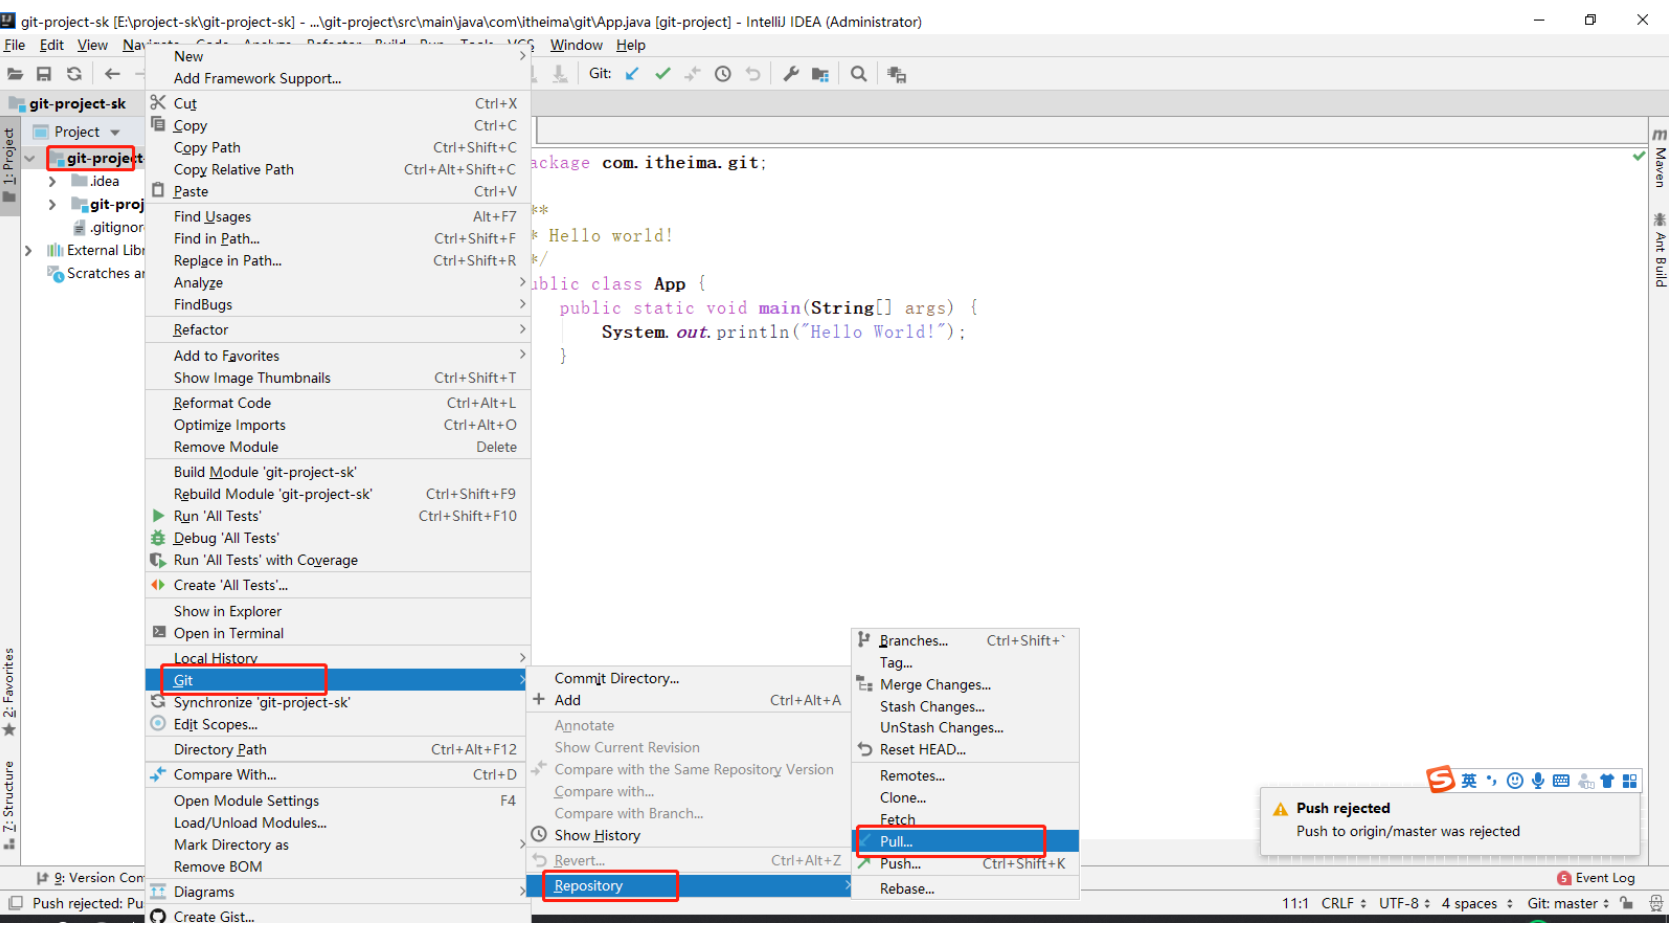 git-project-sk [E:\project-sk\git-project-sk] - ...\git-project\src\main\java\com\itheima\git\App.java [git-project] - IntelliJ IDEA (Administrator)
File Edit View Window Help
Git:
git-project-sk
Project
git-project
.idea
git-proj
.gitignor
External Libr
Scratches a
1: Project
2: Favorites
7: Structure
New
Add Framework Support...
Cut Ctrl+X
Copy Ctrl+C
Copy Path Ctrl+Shift+C
Copy Relative Path Ctrl+Alt+Shift+C
Paste Ctrl+V
Find Usages Alt+F7
Find in Path... Ctrl+Shift+F
Replace in Path... Ctrl+Shift+R
Analyze
FindBugs
Refactor
Add to Favorites
Show Image Thumbnails Ctrl+Shift+T
Reformat Code Ctrl+Alt+L
Optimize Imports Ctrl+Alt+O
Remove Module Delete
Build Module 'git-project-sk'
Rebuild Module 'git-project-sk' Ctrl+Shift+F9
Run 'All Tests' Ctrl+Shift+F10
Debug 'All Tests'
Run 'All Tests' with Coverage
Create 'All Tests'...
Show in Explorer
Open in Terminal
Local History
Git
Synchronize 'git-project-sk'
Edit Scopes...
Directory Path Ctrl+Alt+F12
Compare With... Ctrl+D
Open Module Settings F4
Load/Unload Modules...
Mark Directory as
Remove BOM
Diagrams
Create Gist...
ackage com.itheima.git;
**
* Hello world!
*/
ublic class App {
public static void main(String[] args) {
System.out.println("Hello World!");
}
Commit Directory...
Add Ctrl+Alt+A
Annotate
Show Current Revision
Compare with the Same Repository Version
Compare with...
Compare with Branch...
Show History
Revert... Ctrl+Alt+Z
Repository
Branches... Ctrl+Shift+`
Tag...
Merge Changes...
Stash Changes...
UnStash Changes...
Reset HEAD...
Remotes...
Clone...
Fetch
Pull...
Push... Ctrl+Shift+K
Rebase...
m Maven
Ant Build
英
Push rejected
Push to origin/master was rejected
9: Version Con
5 Event Log
Push rejected: Pu
11:1 CRLF UTF-8 4 spaces Git: master